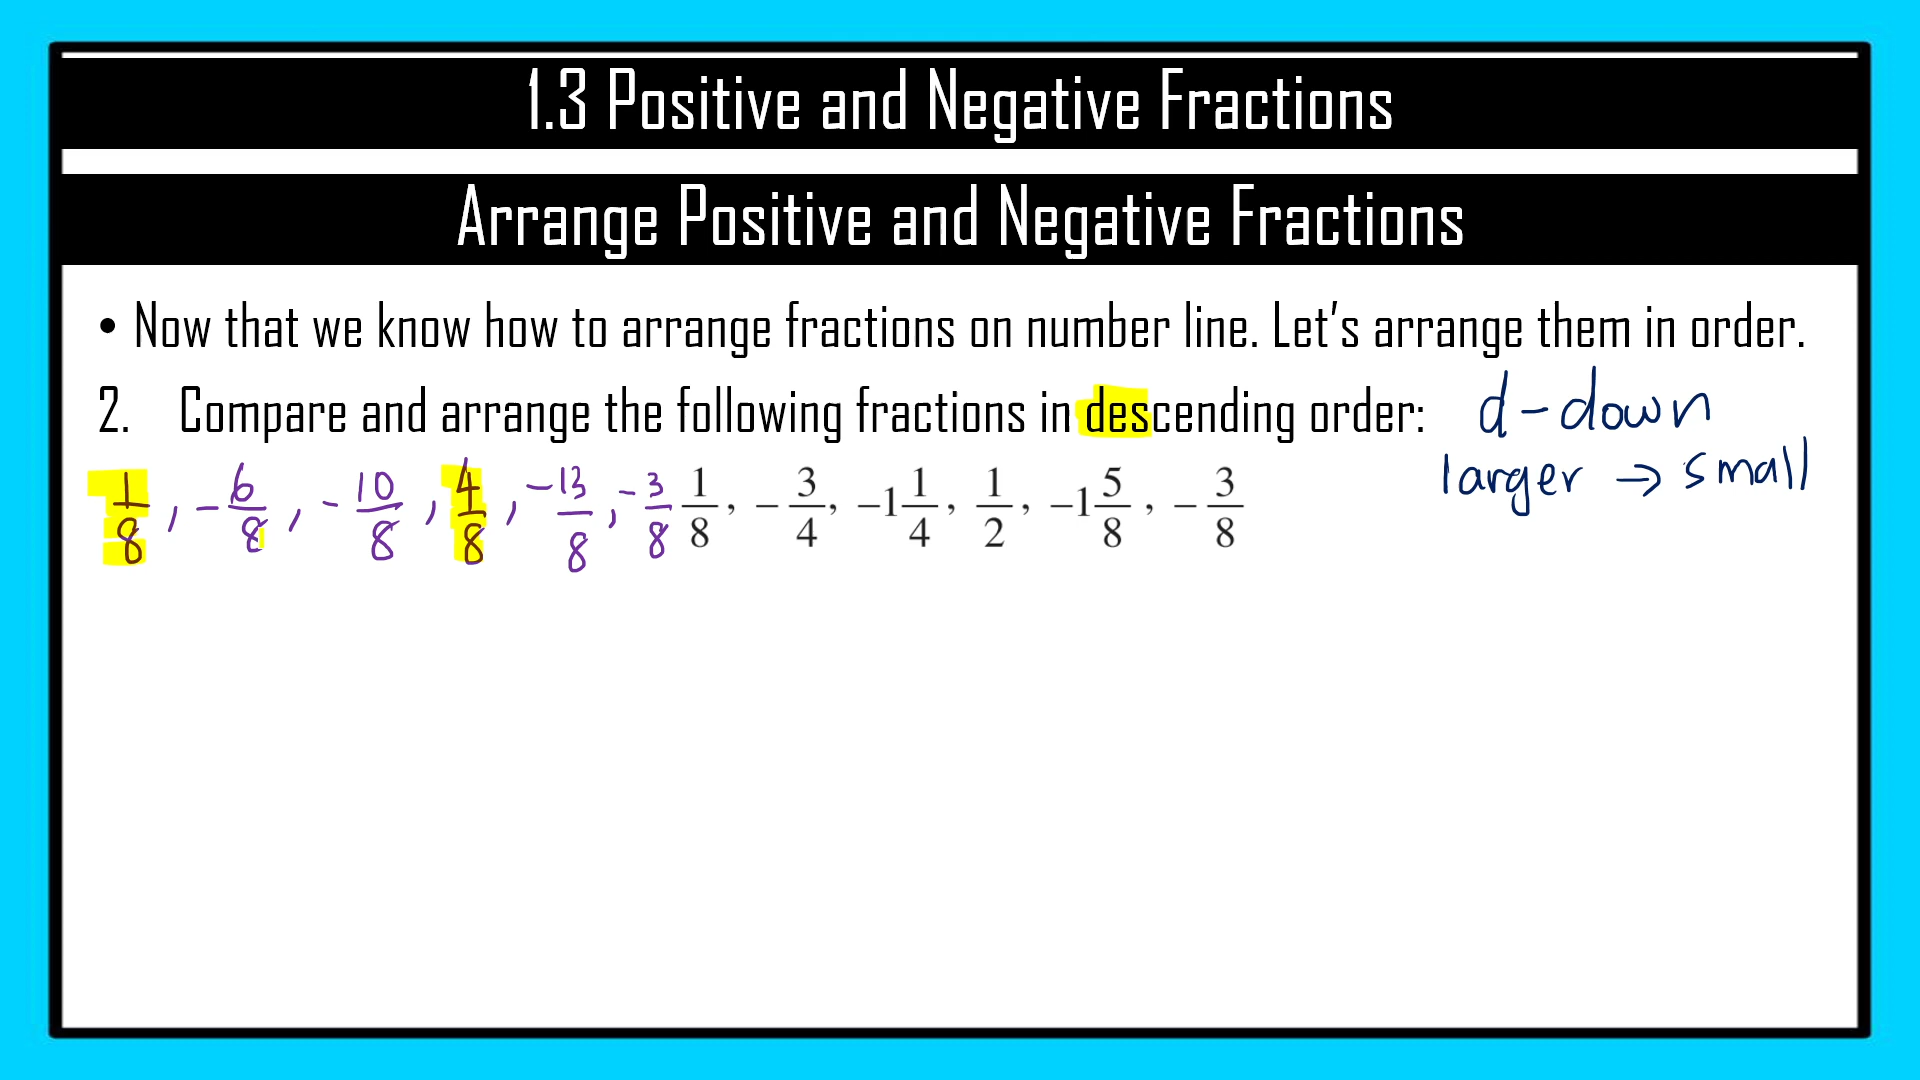 1.3 Positive and Negative Fractions
Arrange Positive and Negative Fractions
• Now that we know how to arrange fractions on number line. Let's arrange them in order.
2. Compare and arrange the following fractions in descending order:
d - down
larger → small
1/8, -6/8, -10/8, 4/8, -13/8, -3/8
1/8, -3/4, -1 1/4, 1/2, -1 5/8, -3/8